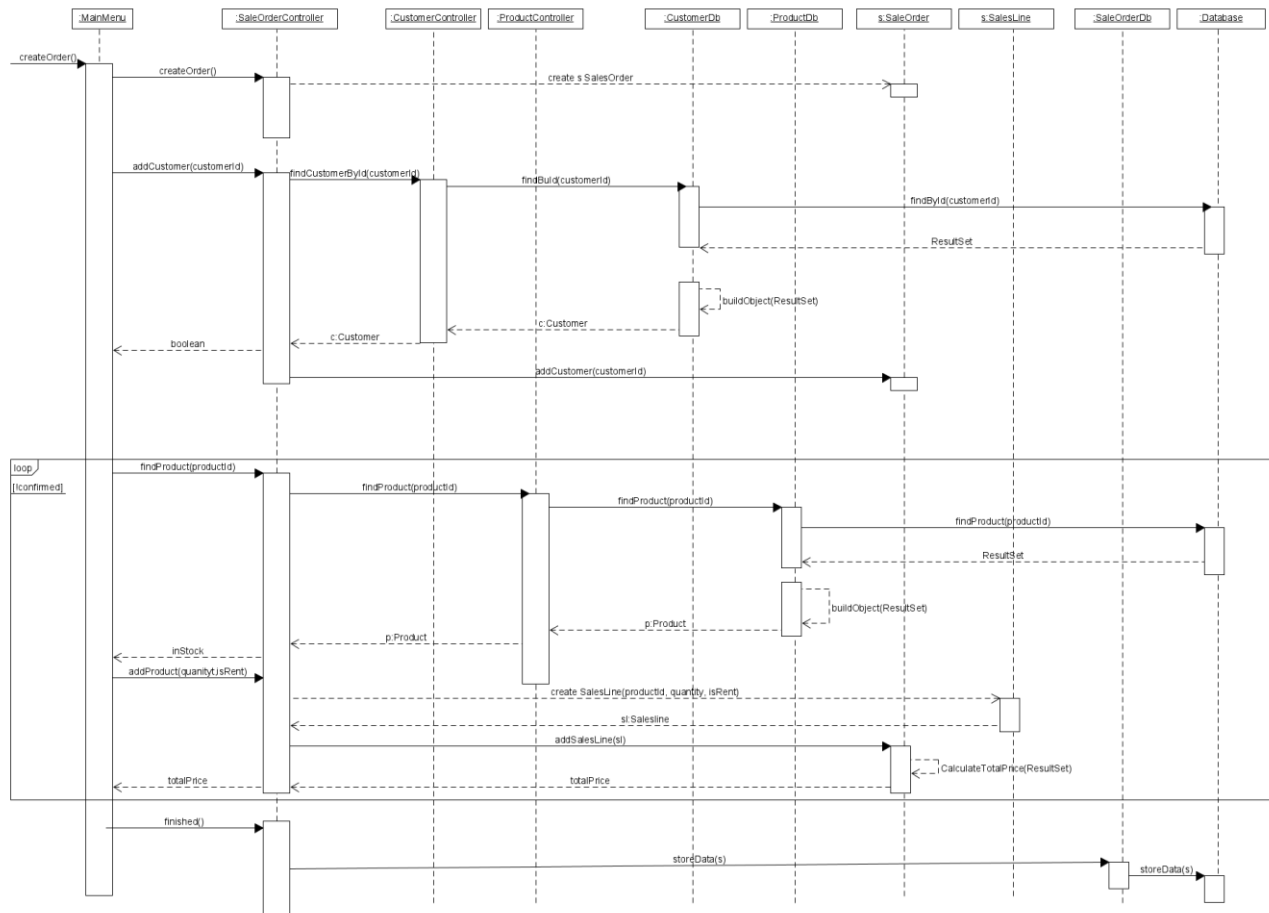 :MainMenu :SaleOrderController :CustomerController :ProductController :CustomerDb :ProductDb s:SaleOrder s:SalesLine :SaleOrderDb :Database
createOrder()
createOrder()
create s SalesOrder
addCustomer(customerId)
findCustomerById(customerId)
findBuId(customerId)
findById(customerId)
ResultSet
buildObject(ResultSet)
c:Customer
c:Customer
boolean
addCustomer(customerId)
loop
[!confirmed]
findProduct(productId)
findProduct(productId)
findProduct(productId)
findProduct(productId)
ResultSet
buildObject(ResultSet)
p:Product
p:Product
inStock
addProduct(quanityt,isRent)
create SalesLine(productId, quantity, isRent)
sl:Salesline
addSalesLine(sl)
CalculateTotalPrice(ResultSet)
totalPrice
totalPrice
finished()
storeData(s)
storeData(s)